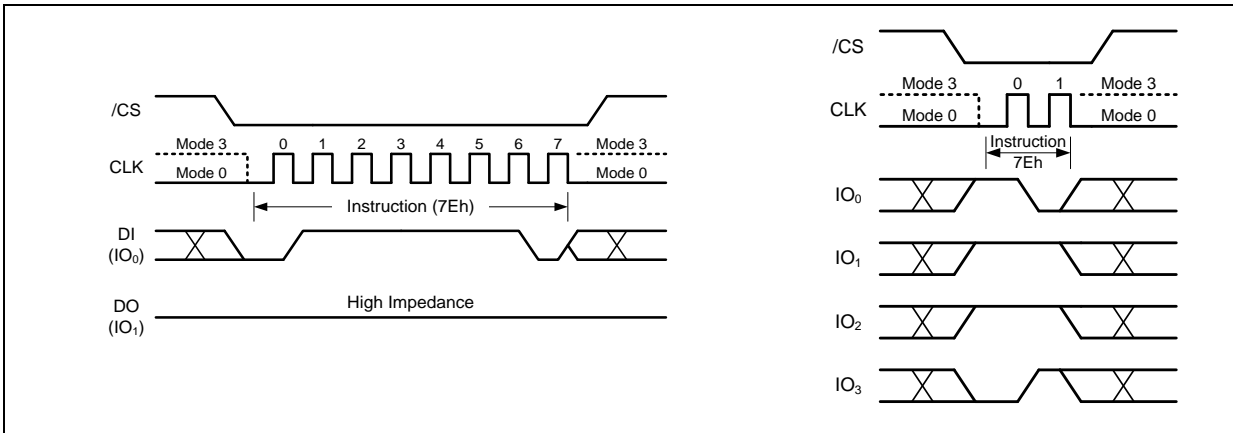 /CS
Mode 3 0 1 2 3 4 5 6 7 Mode 3
CLK
Mode 0 Mode 0
Instruction (7Eh)
DI
(IO₀)
High Impedance
DO
(IO₁)
/CS
Mode 3 0 1 Mode 3
CLK
Mode 0 Mode 0
Instruction
7Eh
IO₀
IO₁
IO₂
IO₃